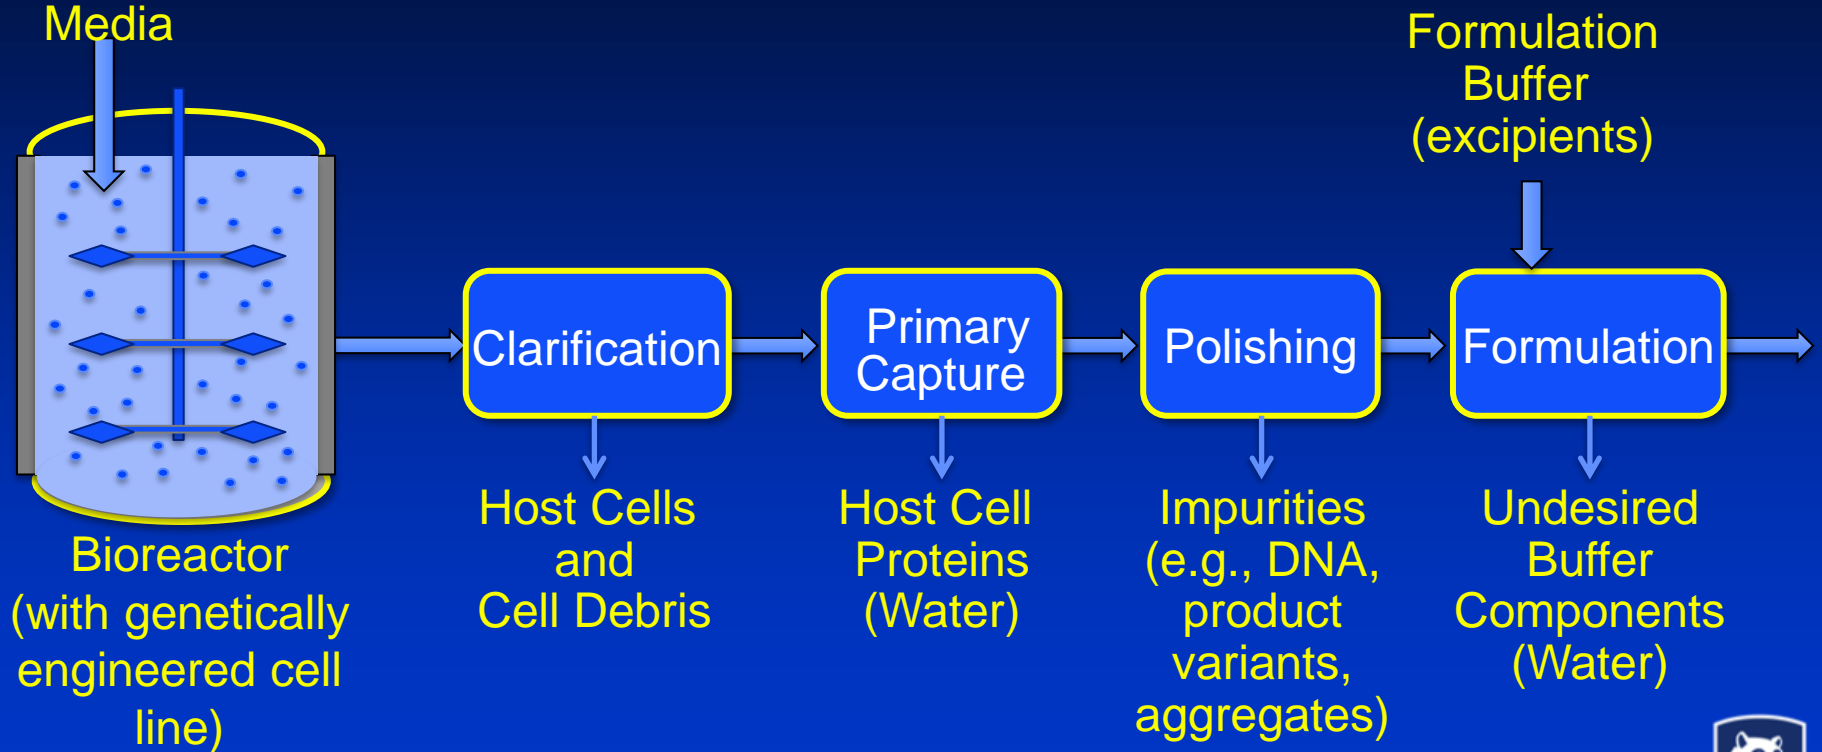 Media
Formulation
Buffer
(excipients)
Clarification
Primary
Capture
Polishing
Formulation
Bioreactor
(with genetically
engineered cell
line)
Host Cells
and
Cell Debris
Host Cell
Proteins
(Water)
Impurities
(e.g., DNA,
product
variants,
aggregates)
Undesired
Buffer
Components
(Water)